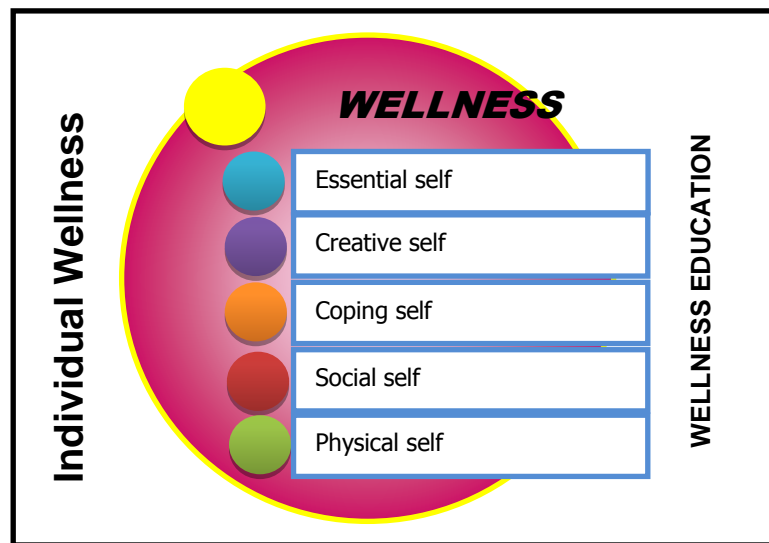 Individual Wellness
WELLNESS
Essential self
Creative self
Coping self
Social self
Physical self
WELLNESS EDUCATION